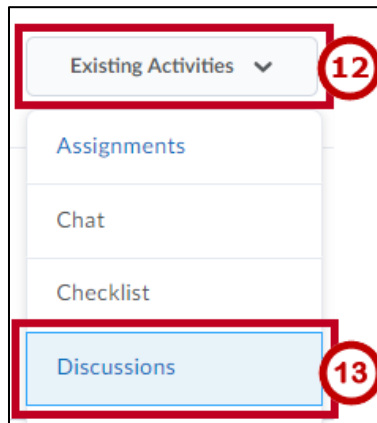 Existing Activities
12
Assignments
Chat
Checklist
Discussions
13